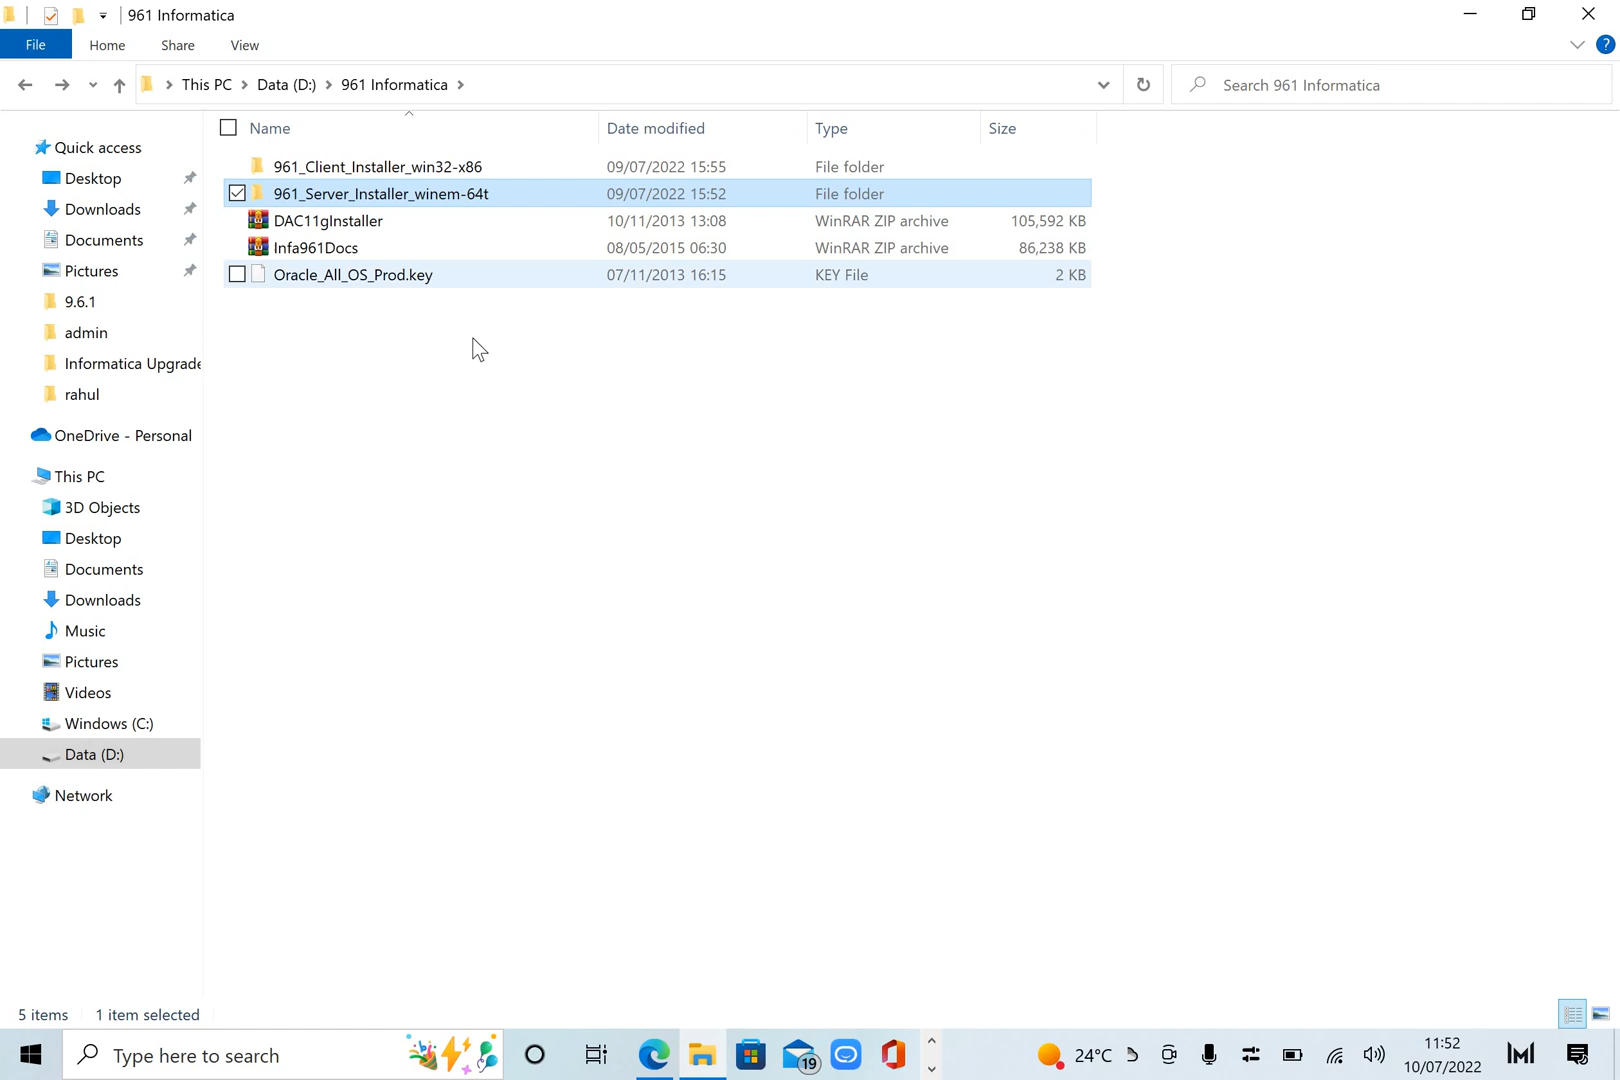 961 Informatica
File Home Share View
This PC Data (D:) 961 Informatica
Search 961 Informatica
Name Date modified Type Size
961_Client_Installer_win32-x86 09/07/2022 15:55 File folder
961_Server_Installer_winem-64t 09/07/2022 15:52 File folder
DAC11gInstaller 10/11/2013 13:08 WinRAR ZIP archive 105,592 KB
Infa961Docs 08/05/2015 06:30 WinRAR ZIP archive 86,238 KB
Oracle_All_OS_Prod.key 07/11/2013 16:15 KEY File 2 KB
Quick access
Desktop
Downloads
Documents
Pictures
9.6.1
admin
Informatica Upgrade
rahul
OneDrive - Personal
This PC
3D Objects
Desktop
Documents
Downloads
Music
Pictures
Videos
Windows (C:)
Data (D:)
Network
5 items 1 item selected
Type here to search
19
24°C
11:52
10/07/2022